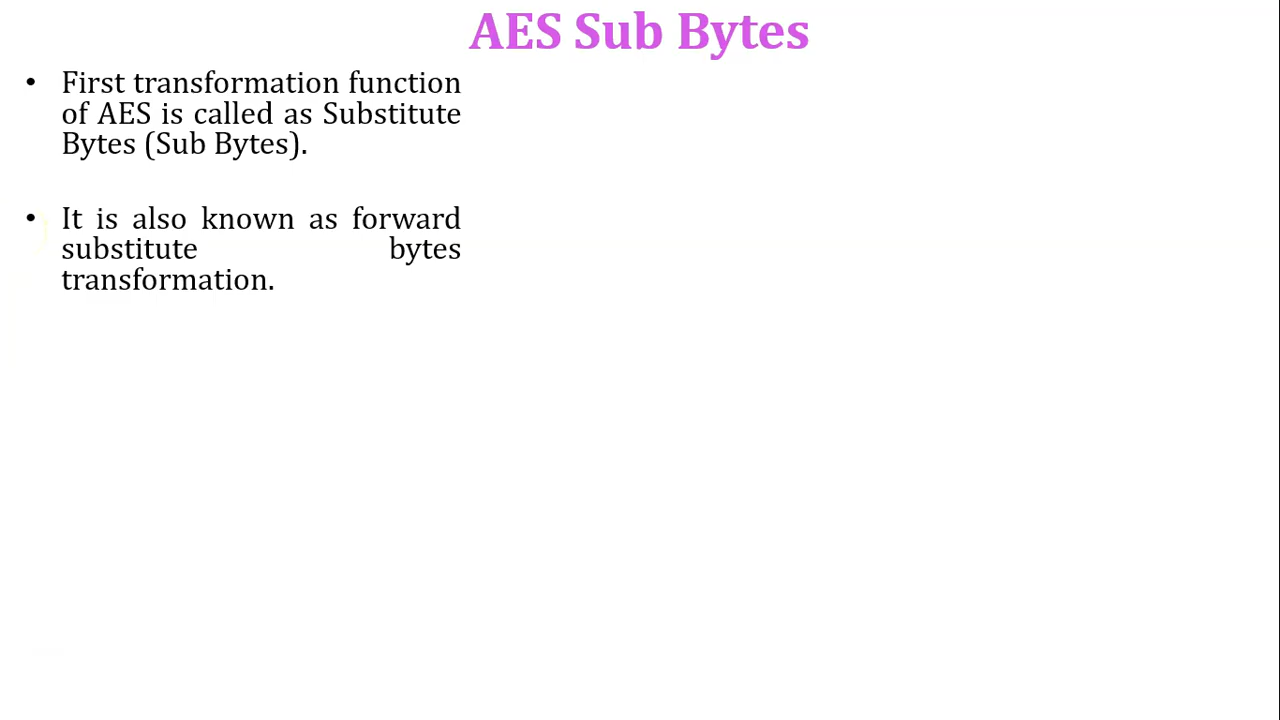 AES Sub Bytes
• First transformation function
of AES is called as Substitute
Bytes (Sub Bytes).
• It is also known as forward
substitute bytes
transformation.